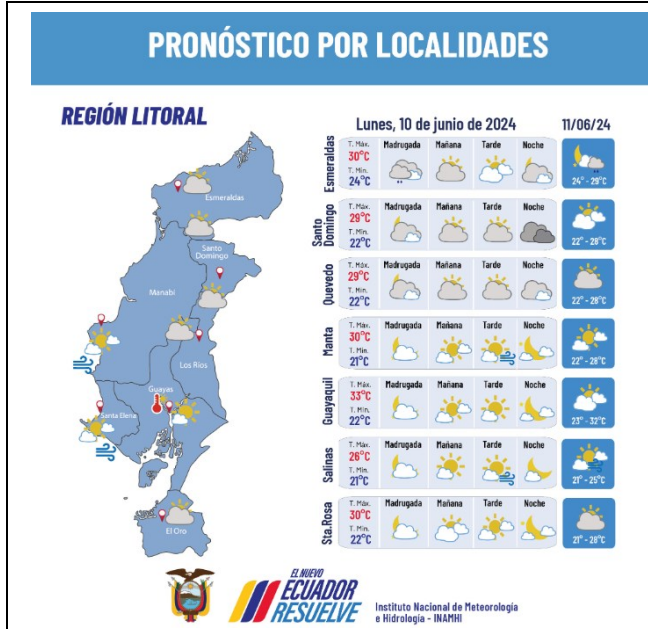 PRONÓSTICO POR LOCALIDADES
REGIÓN LITORAL
Esmeraldas
Santo
Domingo
Manabí
Los Ríos
Guayas
Santa Elena
El Oro
Lunes, 10 de junio de 2024
11/06/24
Esmeraldas
T. Máx.
30°C
T. Mín.
24°C
Madrugada
Mañana
Tarde
Noche
24° - 29°C
Santo
Domingo
T. Máx.
28°C
T. Mín.
22°C
Madrugada
Mañana
Tarde
Noche
22° - 28°C
Quevedo
T. Máx.
29°C
T. Mín.
22°C
Madrugada
Mañana
Tarde
Noche
22° - 28°C
Manta
T. Máx.
30°C
T. Mín.
21°C
Madrugada
Mañana
Tarde
Noche
22° - 28°C
Guayaquil
T. Máx.
33°C
T. Mín.
22°C
Madrugada
Mañana
Tarde
Noche
23° - 32°C
Salinas
T. Máx.
26°C
T. Mín.
21°C
Madrugada
Mañana
Tarde
Noche
21° - 25°C
Sta.Rosa
T. Máx.
30°C
T. Mín.
22°C
Madrugada
Mañana
Tarde
Noche
21° - 28°C
EL NUEVO
ECUADOR
RESUELVE
Instituto Nacional de Meteorología
e Hidrología - INAMHI